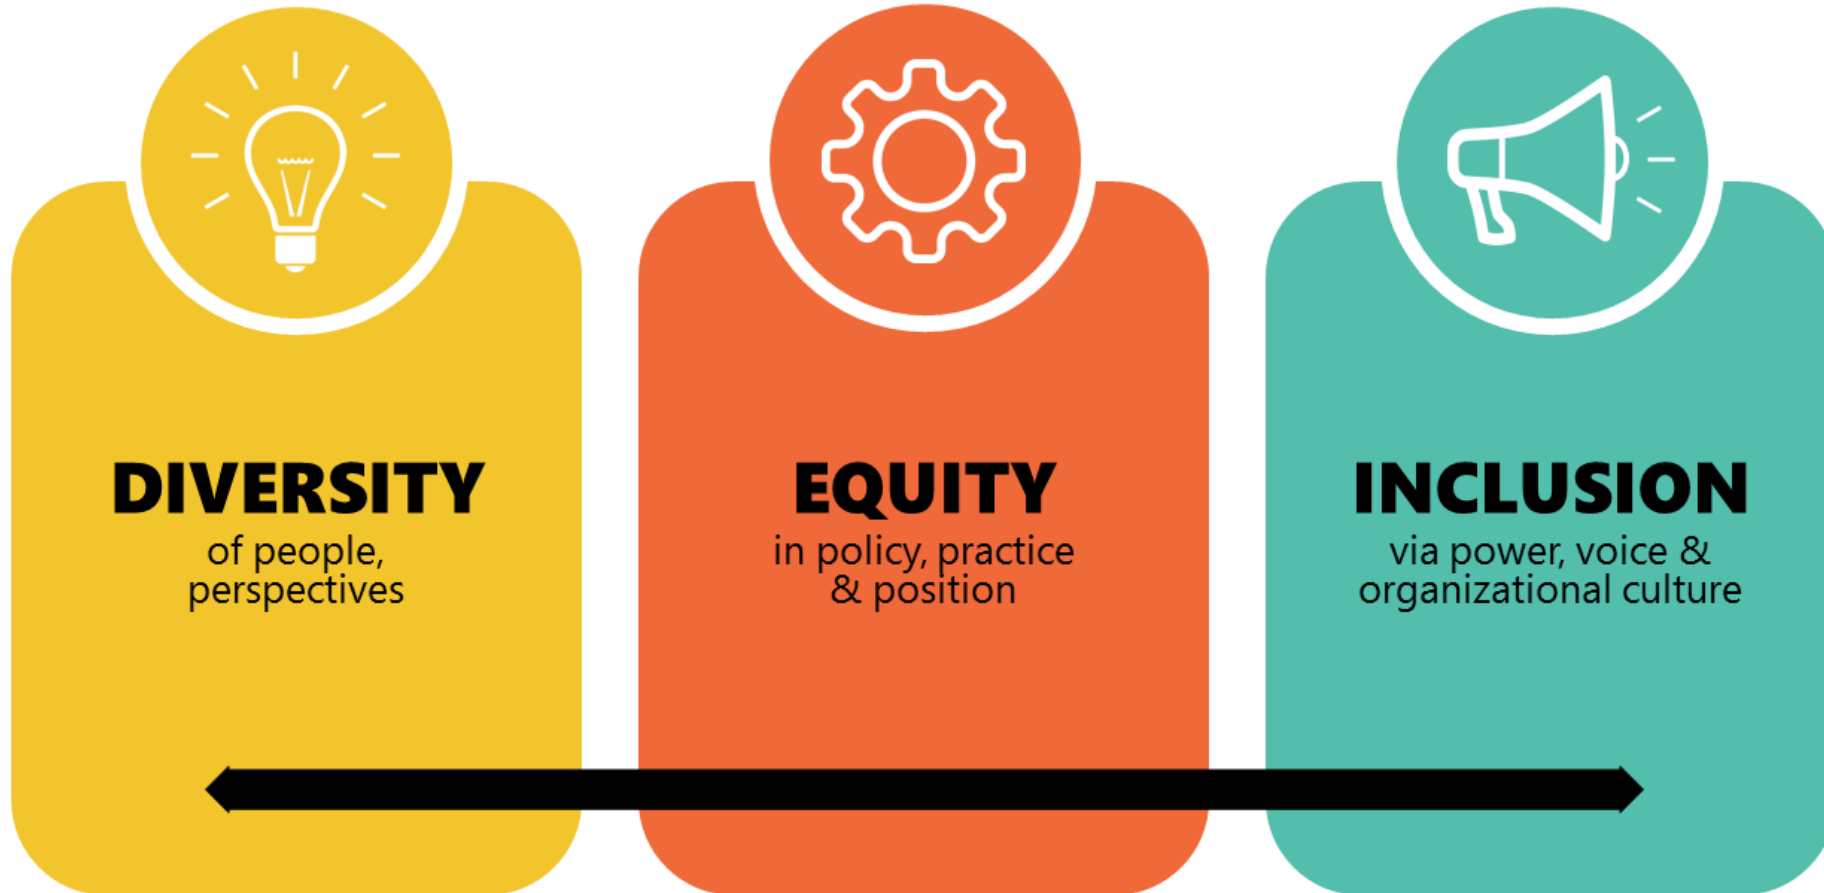 DIVERSITY
of people,
perspectives
EQUITY
in policy, practice
& position
INCLUSION
via power, voice &
organizational culture